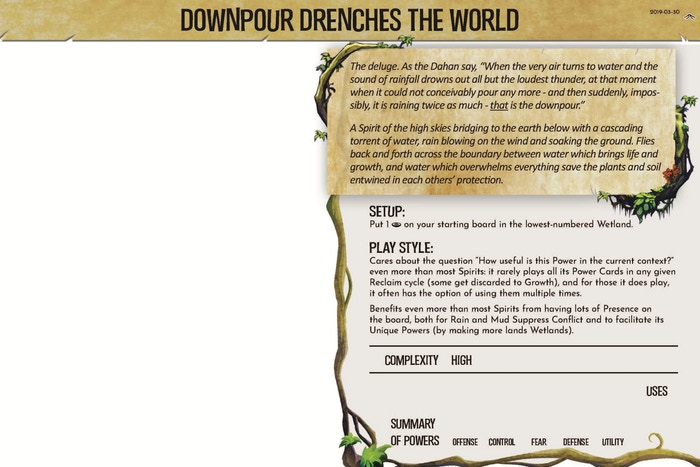 DOWNPOUR DRENCHES THE WORLD
2019-03-30
The deluge. As the Dahan say, “When the very air turns to water and the
sound of rainfall drowns out all but the loudest thunder, at that moment
when it could not conceivably pour any more - and then suddenly, impos-
sibly, it is raining twice as much - that is the downpour.”
A Spirit of the high skies bridging to the earth below with a cascading
torrent of water, rain blowing on the wind and soaking the ground. Flies
back and forth across the boundary between water which brings life and
growth, and water which overwhelms everything save the plants and soil
entwined in each others’ protection.
SETUP:
Put 1 on your starting board in the lowest-numbered Wetland.
PLAY STYLE:
Cares about the question “How useful is this Power in the current context?”
even more than most Spirits: it rarely plays all its Power Cards in any given
Reclaim cycle (some get discarded to Growth), and for those it does play,
it often has the option of using them multiple times.
Benefits even more than most Spirits from having lots of Presence on
the board, both for Rain and Mud Suppress Conflict and to facilitate its
Unique Powers (by making more lands Wetlands).
COMPLEXITY HIGH
USES
SUMMARY
OF POWERS OFFENSE CONTROL FEAR DEFENSE UTILITY